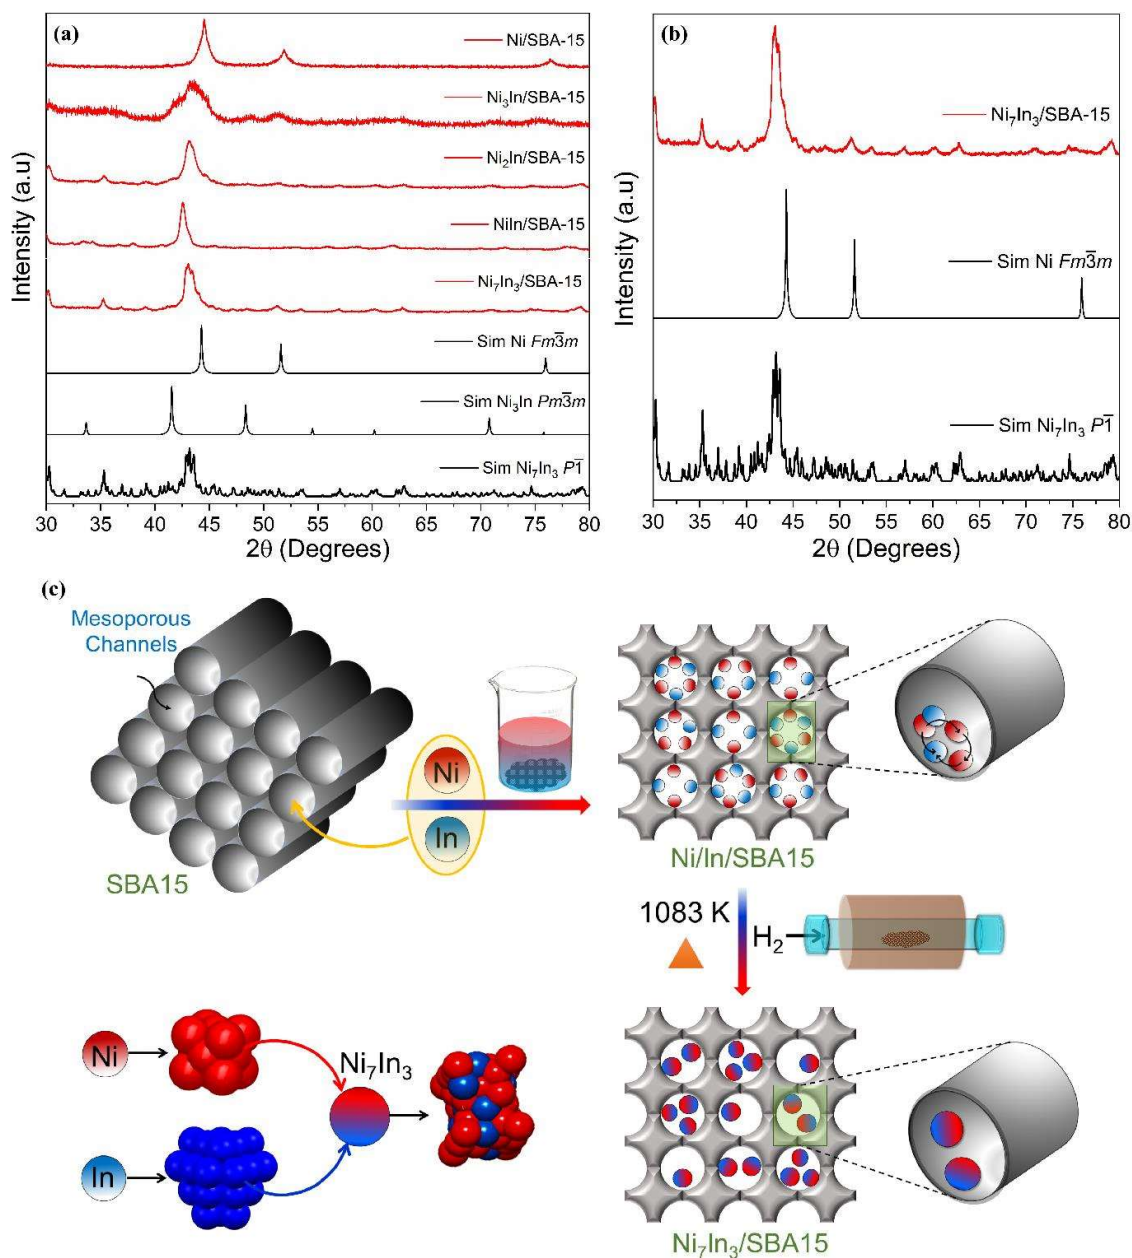 (a)
Ni/SBA-15
Ni₃In/SBA-15
Ni₂In/SBA-15
NiIn/SBA-15
Ni₇In₃/SBA-15
Sim Ni Fm3̅m
Sim Ni₃In Pm3̅m
Sim Ni₇In₃ P1̅
Intensity (a.u)
30 35 40 45 50 55 60 65 70 75 80
2θ (Degrees)
(b)
Ni₇In₃/SBA-15
Sim Ni Fm3̅m
Sim Ni₇In₃ P1̅
Intensity (a.u)
30 35 40 45 50 55 60 65 70 75 80
2θ (Degrees)
(c)
Mesoporous
Channels
SBA15
Ni
In
Ni/In/SBA15
1083 K
H₂
Ni
In
Ni₇In₃
Ni₇In₃/SBA15